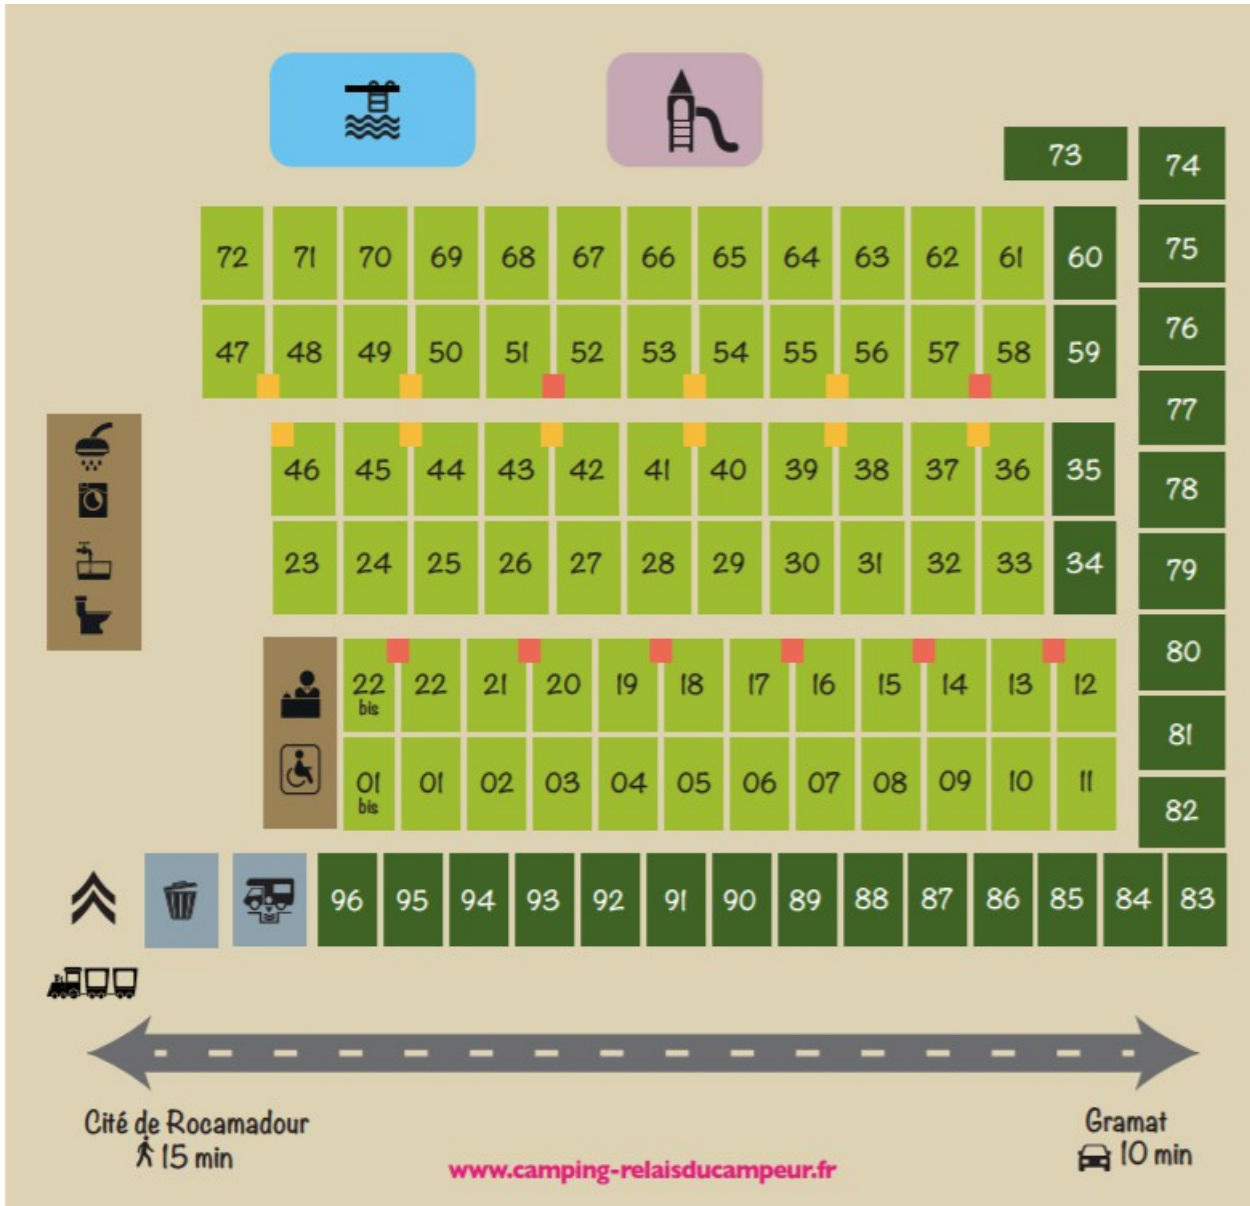 73 74
72 71 70 69 68 67 66 65 64 63 62 61 60 75
47 48 49 50 51 52 53 54 55 56 57 58 59 76
77
46 45 44 43 42 41 40 39 38 37 36 35 78
23 24 25 26 27 28 29 30 31 32 33 34 79
80
22 bis 22 21 20 19 18 17 16 15 14 13 12
81
01 bis 01 02 03 04 05 06 07 08 09 10 11
82
96 95 94 93 92 91 90 89 88 87 86 85 84 83
Cité de Rocamadour
15 min
Gramat
10 min
www.camping-relaisducampeur.fr